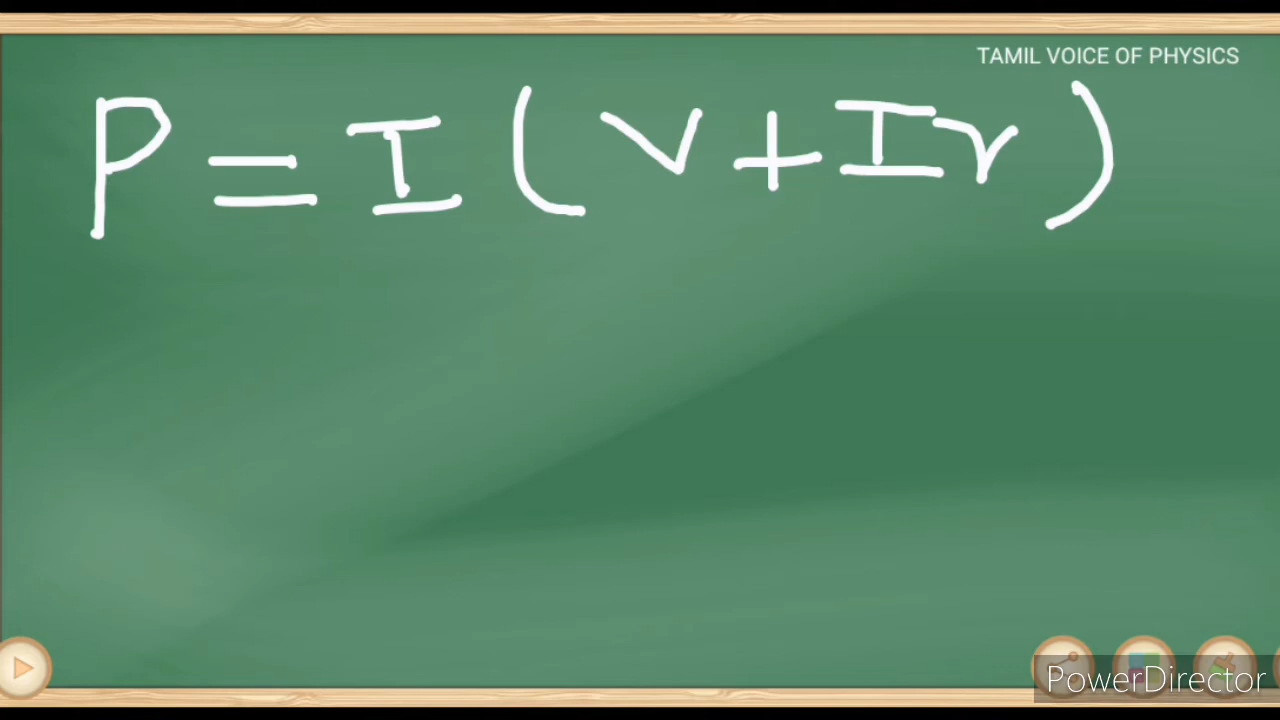 TAMIL VOICE OF PHYSICS
P = I ( V + Ir )
PowerDirector